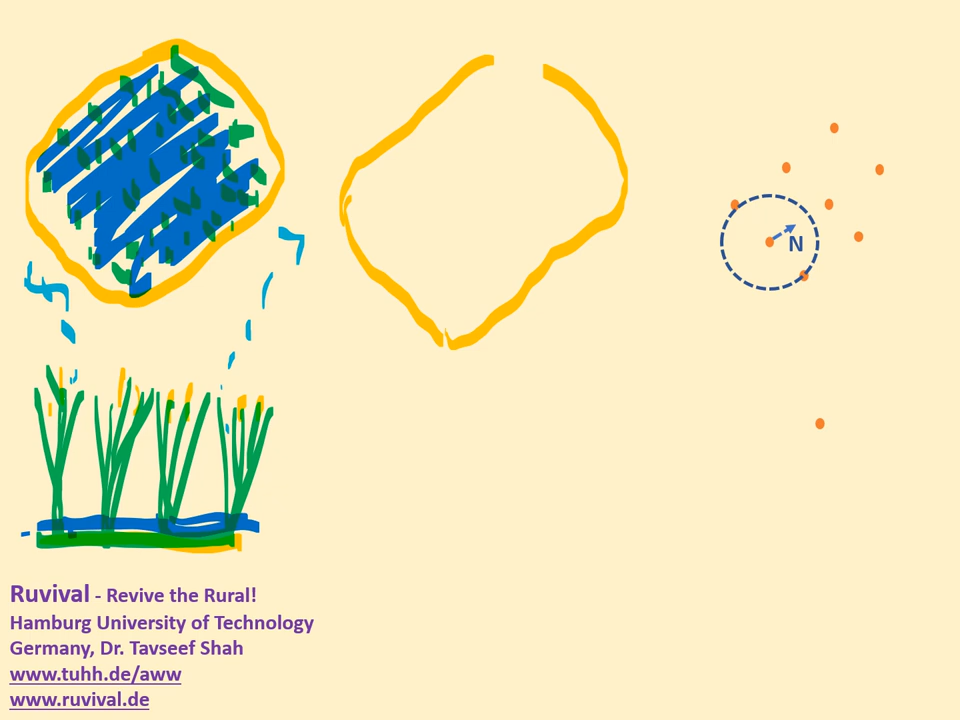 N
Ruvival - Revive the Rural!
Hamburg University of Technology
Germany, Dr. Tavseef Shah
www.tuhh.de/aww
www.ruvival.de